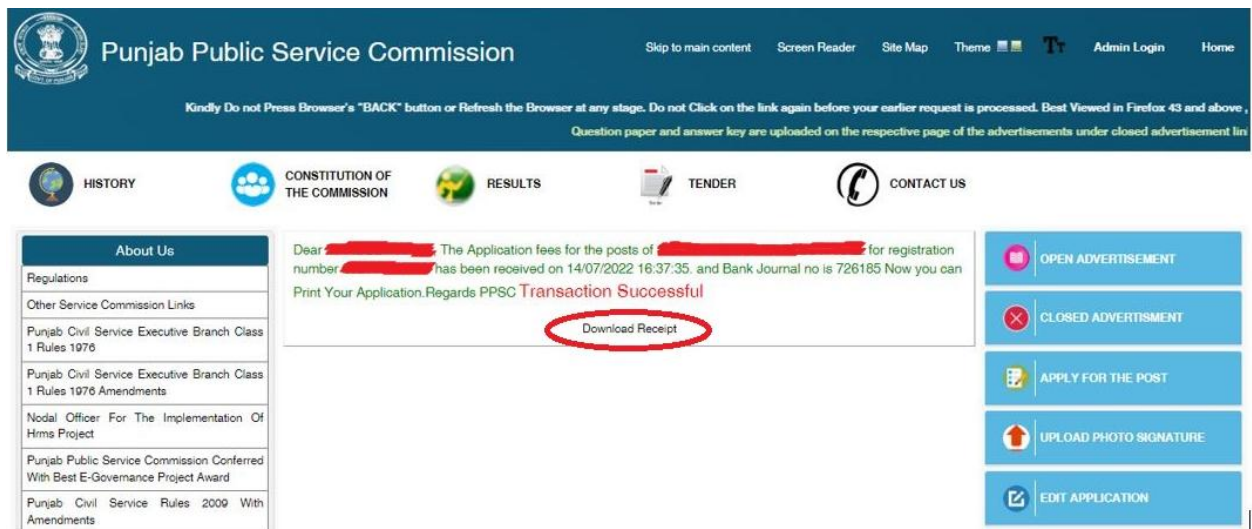 Punjab Public Service Commission
Skip to main content Screen Reader Site Map Theme Tт Admin Login Home
Kindly Do not Press Browser's "BACK" button or Refresh the Browser at any stage. Do not Click on the link again before your earlier request is processed. Best Viewed in Firefox 43 and above ,
Question paper and answer key are uploaded on the respective page of the advertisements under closed advertisement lin
HISTORY
CONSTITUTION OF
THE COMMISSION
RESULTS
TENDER
CONTACT US
About Us
Regulations
Other Service Commission Links
Punjab Civil Service Executive Branch Class
1 Rules 1976
Punjab Civil Service Executive Branch Class
1 Rules 1976 Amendments
Nodal Officer For The Implementation Of
Hrms Project
Punjab Public Service Commission Conferred
With Best E-Governance Project Award
Punjab Civil Service Rules 2009 With
Amendments
Dear The Application fees for the posts of for registration
number has been received on 14/07/2022 16:37:35. and Bank Journal no is 726185 Now you can
Print Your Application.Regards PPSC Transaction Successful
Download Receipt
OPEN ADVERTISEMENT
CLOSED ADVERTISMENT
APPLY FOR THE POST
UPLOAD PHOTO SIGNATURE
EDIT APPLICATION